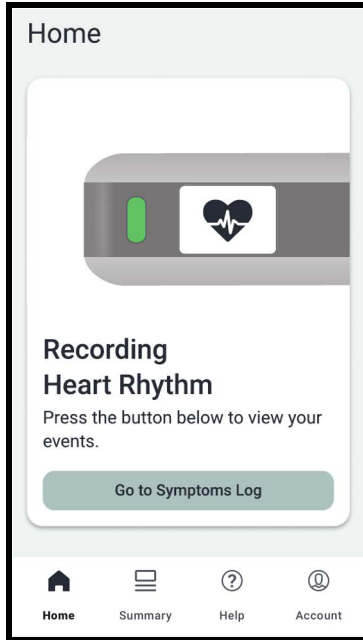 Home
Recording
Heart Rhythm
Press the button below to view your
events.
Go to Symptoms Log
Home
Summary
Help
Account